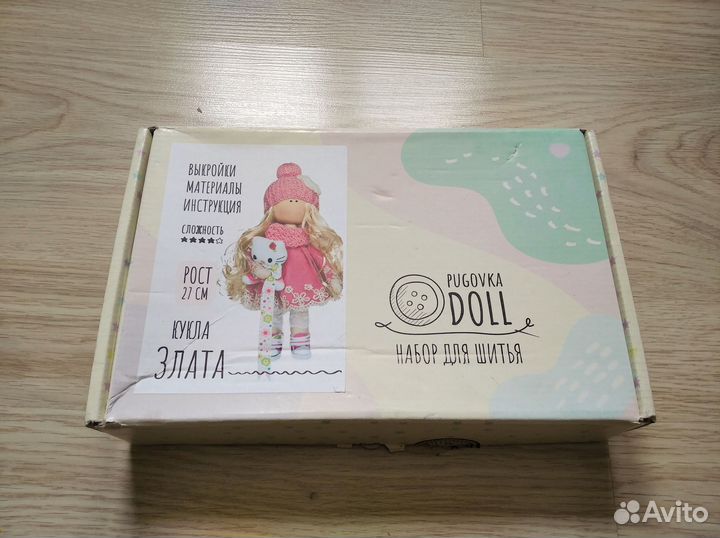 ВЫКРОЙКИ
МАТЕРИАЛЫ
ИНСТРУКЦИЯ
СЛОЖНОСТЬ
★★★★☆
РОСТ
27 СМ
КУКЛА
ЗЛАТА
PUGOVKA
DOLL
НАБОР ДЛЯ ШИТЬЯ
Avito